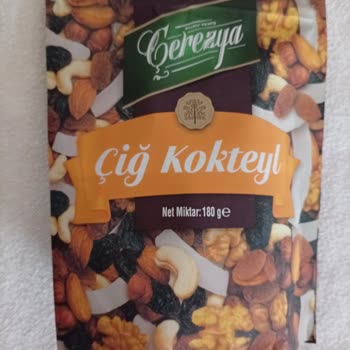 Çerezya
Çiğ Kokteyl
Net Miktar: 180 g e